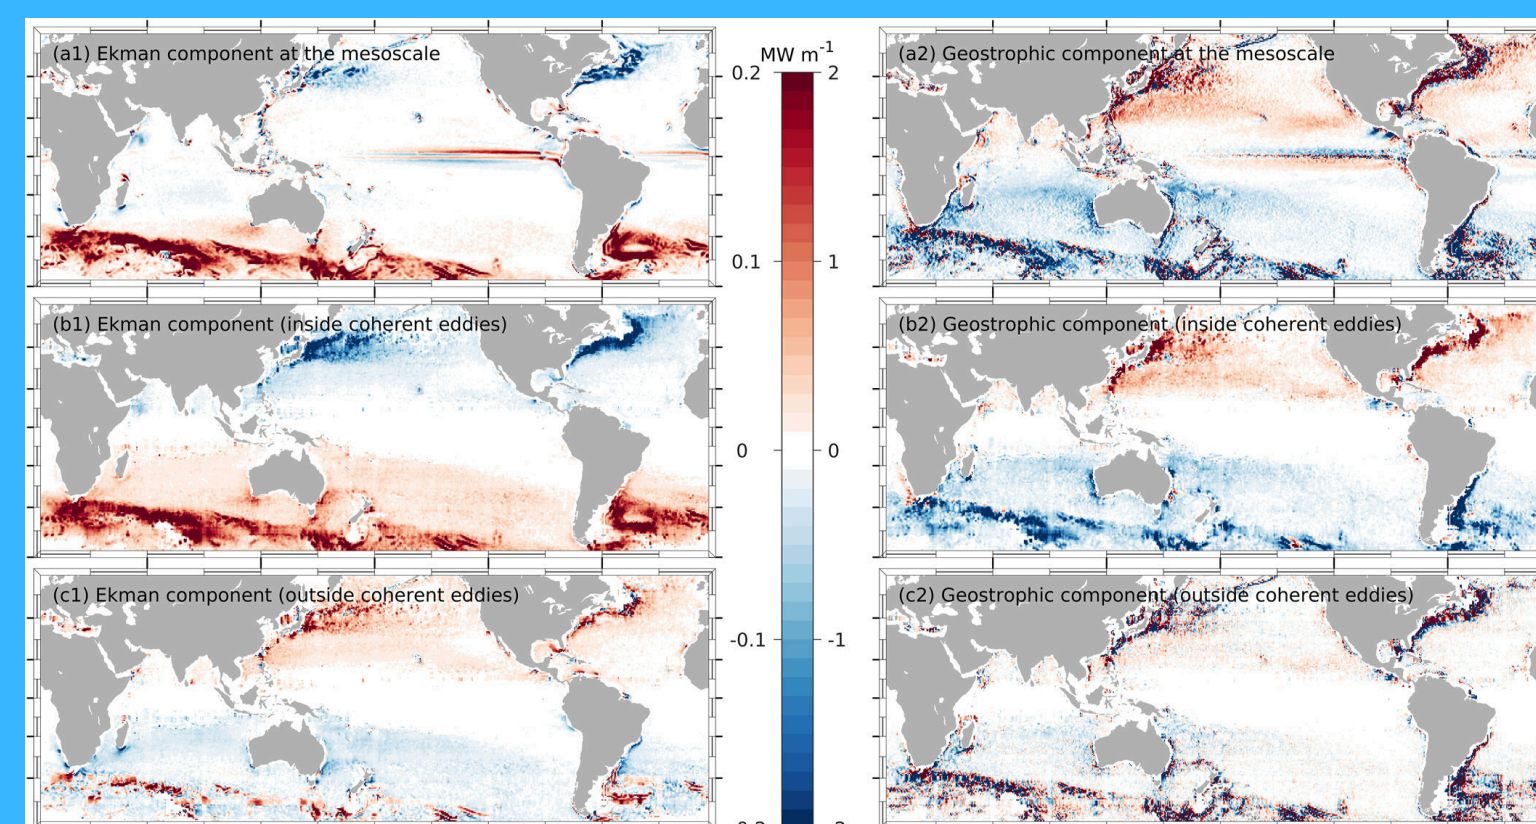 (a1) Ekman component at the mesoscale
MW m-1
(a2) Geostrophic component at the mesoscale
0.2 2
0.1 1
(b1) Ekman component (inside coherent eddies)
(b2) Geostrophic component (inside coherent eddies)
0 0
(c1) Ekman component (outside coherent eddies)
(c2) Geostrophic component (outside coherent eddies)
-0.1 -1